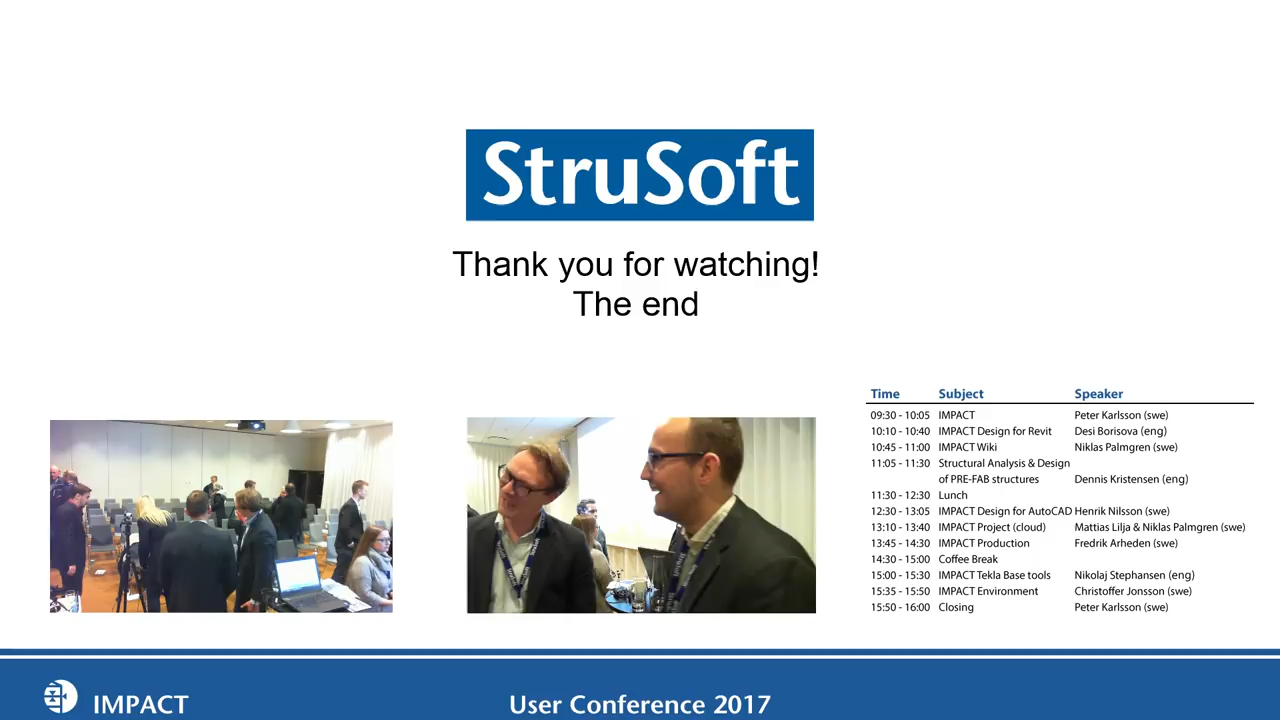 StruSoft
Thank you for watching!
The end
Time Subject Speaker
09:30 - 10:05 IMPACT Peter Karlsson (swe)
10:10 - 10:40 IMPACT Design for Revit Desi Borisova (eng)
10:45 - 11:00 IMPACT Wiki Niklas Palmgren (swe)
11:05 - 11:30 Structural Analysis & Design
of PRE-FAB structures Dennis Kristensen (eng)
11:30 - 12:30 Lunch
12:30 - 13:05 IMPACT Design for AutoCAD Henrik Nilsson (swe)
13:10 - 13:40 IMPACT Project (cloud) Mattias Lilja & Niklas Palmgren (swe)
13:45 - 14:30 IMPACT Production Fredrik Arheden (swe)
14:30 - 15:00 Coffee Break
15:00 - 15:30 IMPACT Tekla Base tools Nikolaj Stephansen (eng)
15:35 - 15:50 IMPACT Environment Christoffer Jonsson (swe)
15:50 - 16:00 Closing Peter Karlsson (swe)
IMPACT
User Conference 2017